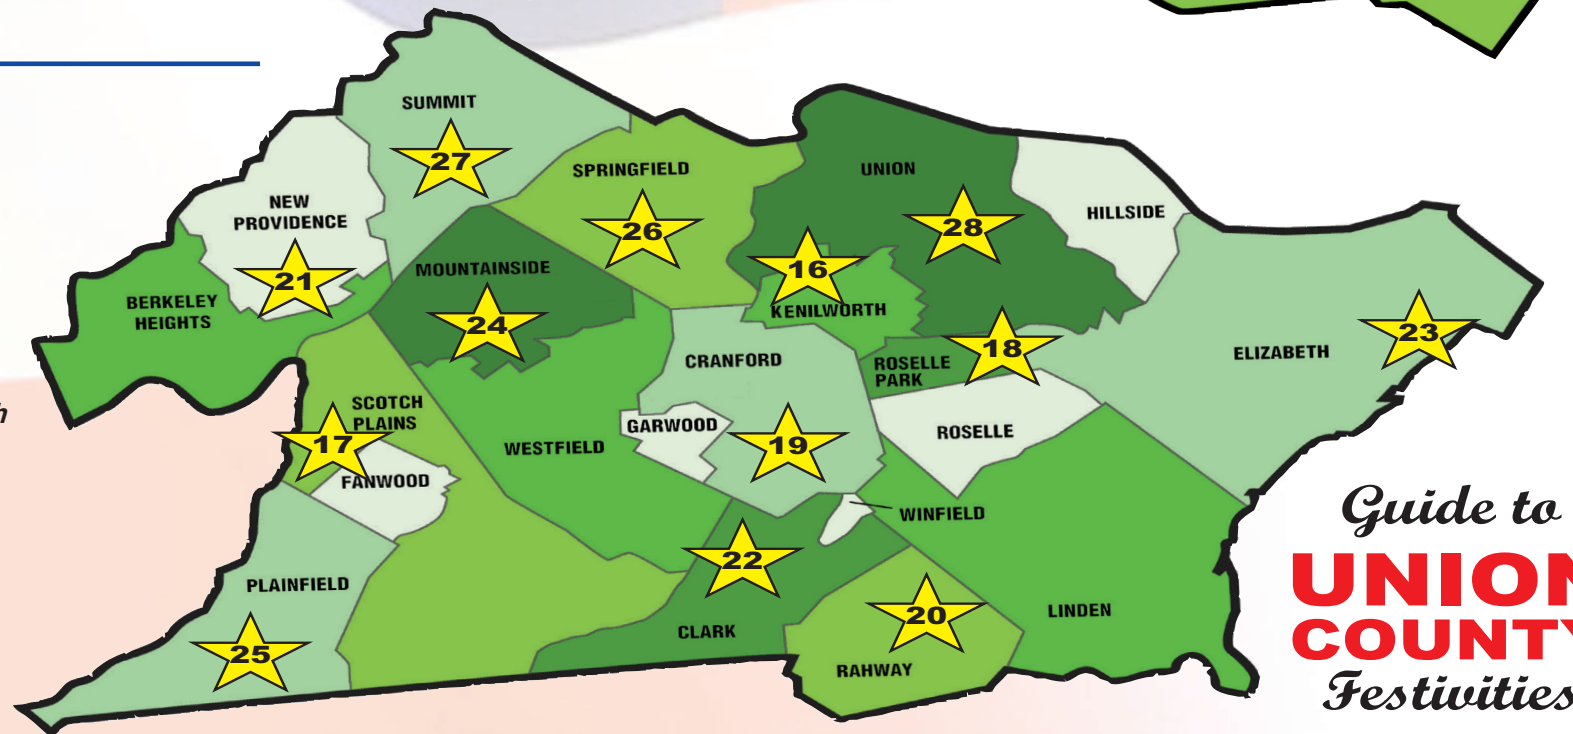 SUMMIT
27
SPRINGFIELD
26
UNION
28
HILLSIDE
NEW
PROVIDENCE
21
MOUNTAINSIDE
24
16
KENILWORTH
BERKELEY
HEIGHTS
CRANFORD
ROSELLE
PARK
18
ELIZABETH
23
SCOTCH
PLAINS
17
FANWOOD
WESTFIELD
GARWOOD
19
ROSELLE
WINFIELD
22
CLARK
PLAINFIELD
25
20
RAHWAY
LINDEN
Guide to
UNION
COUNTY
Festivities